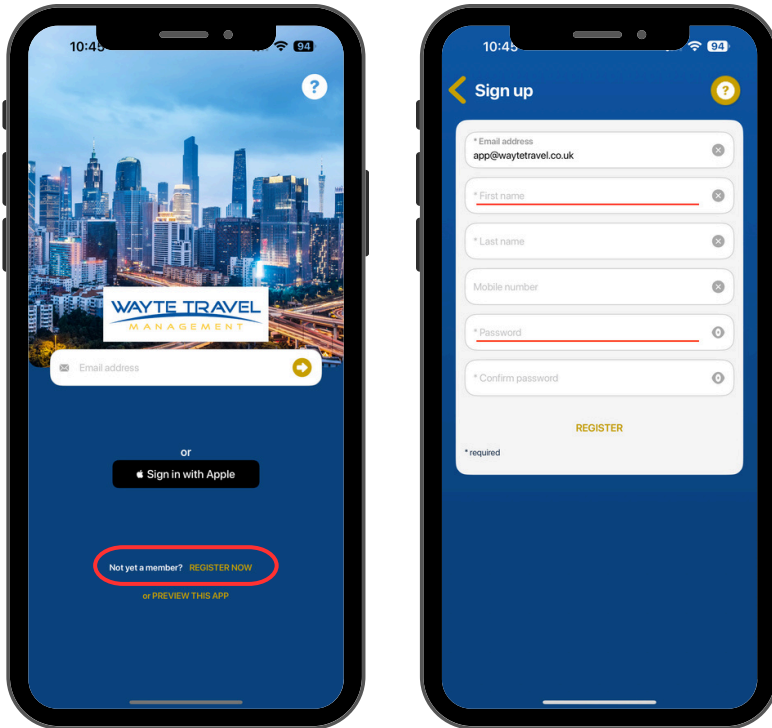 10:45
94
?
WAYTE TRAVEL
MANAGEMENT
Email address
or
Sign in with Apple
Not yet a member? REGISTER NOW
or PREVIEW THIS APP
10:45
94
Sign up
?
* Email address
app@waytetravel.co.uk
* First name
* Last name
Mobile number
* Password
* Confirm password
REGISTER
* required